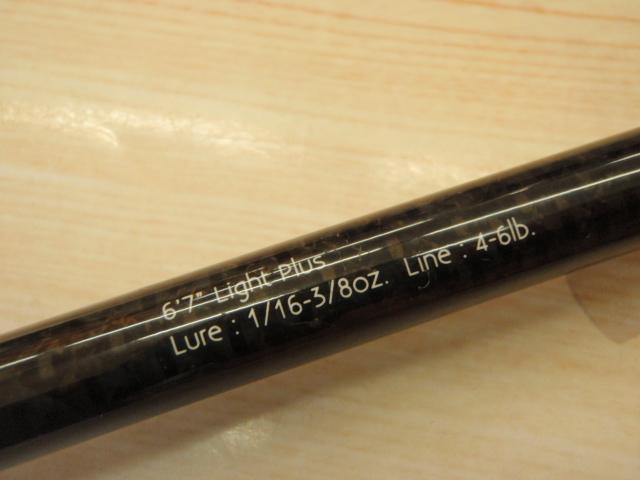 6'7" Light Plus
Lure : 1/16-3/8oz. Line : 4-6lb.